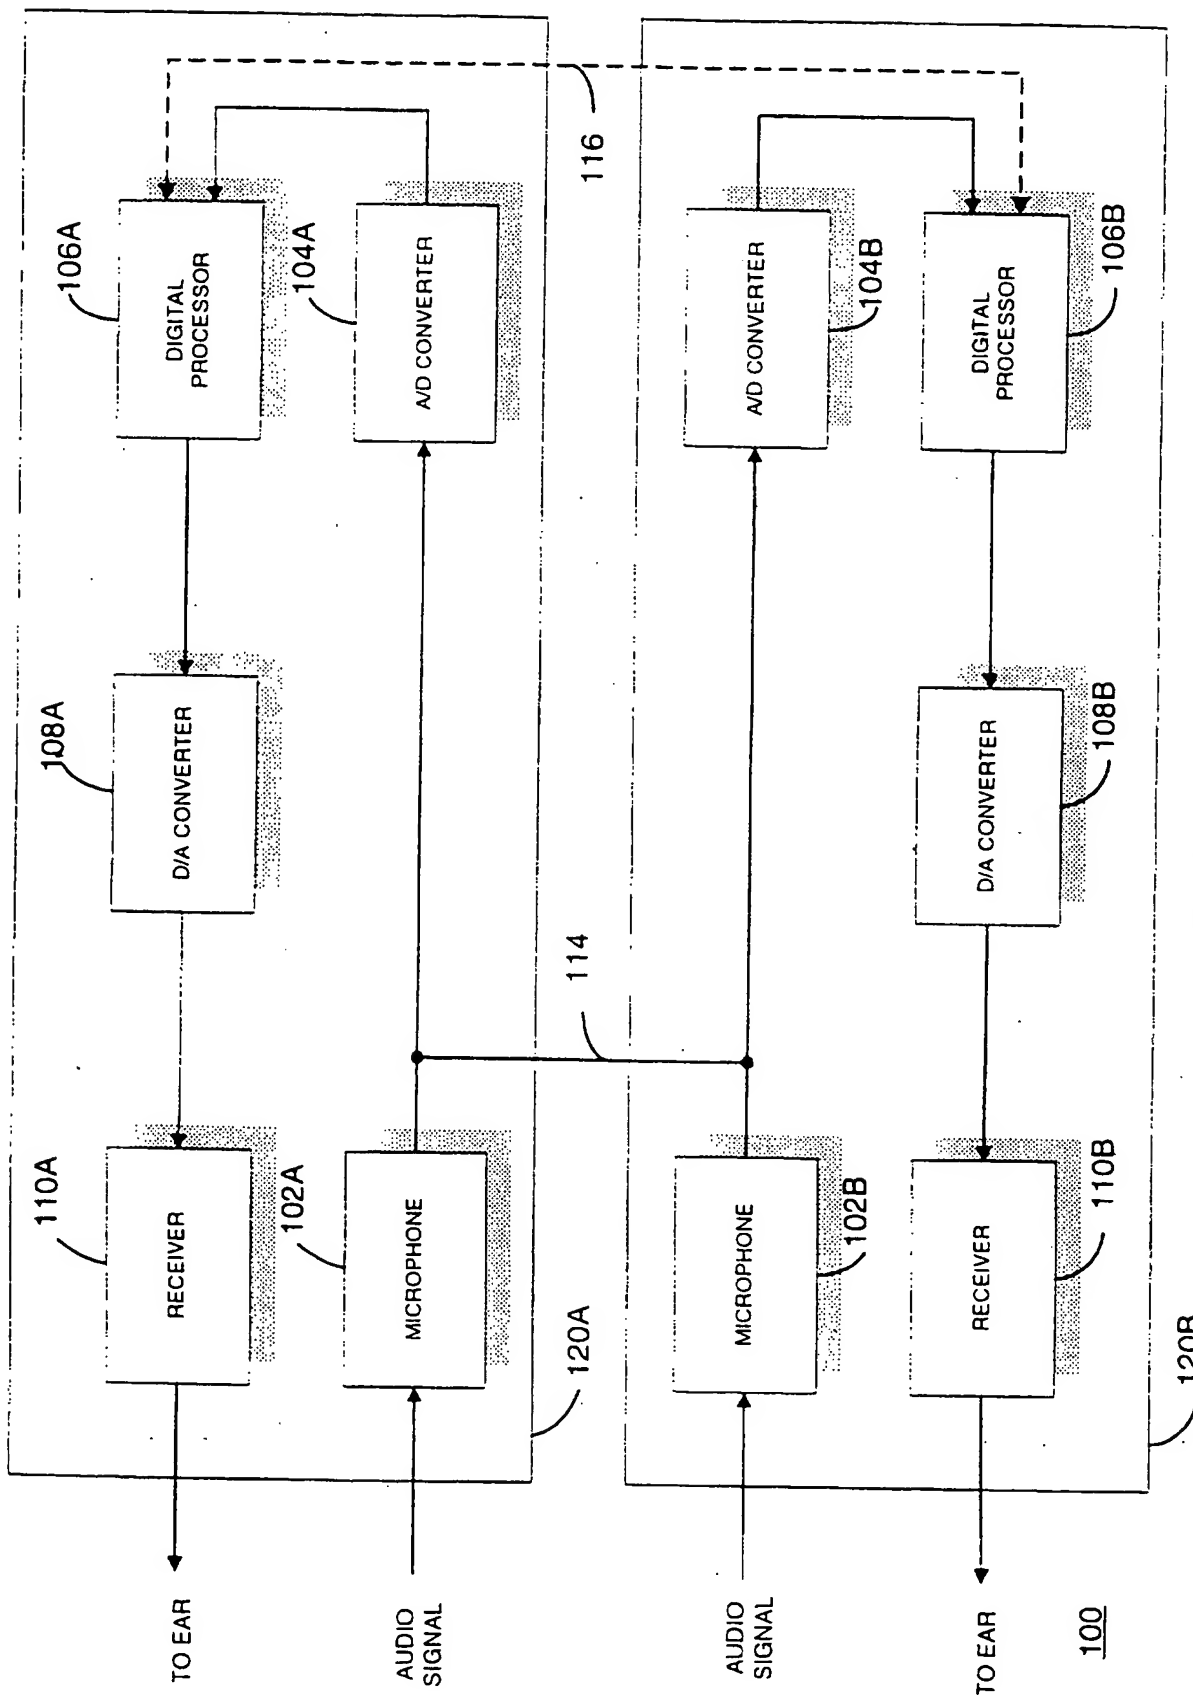 TO EAR
110A
RECEIVER
108A
D/A CONVERTER
106A
DIGITAL
PROCESSOR
AUDIO
SIGNAL
102A
MICROPHONE
104A
A/D CONVERTER
120A
114
116
AUDIO
SIGNAL
MICROPHONE
102B
A/D CONVERTER
104B
TO EAR
RECEIVER
110B
D/A CONVERTER
108B
DIGITAL
PROCESSOR
106B
120B
100